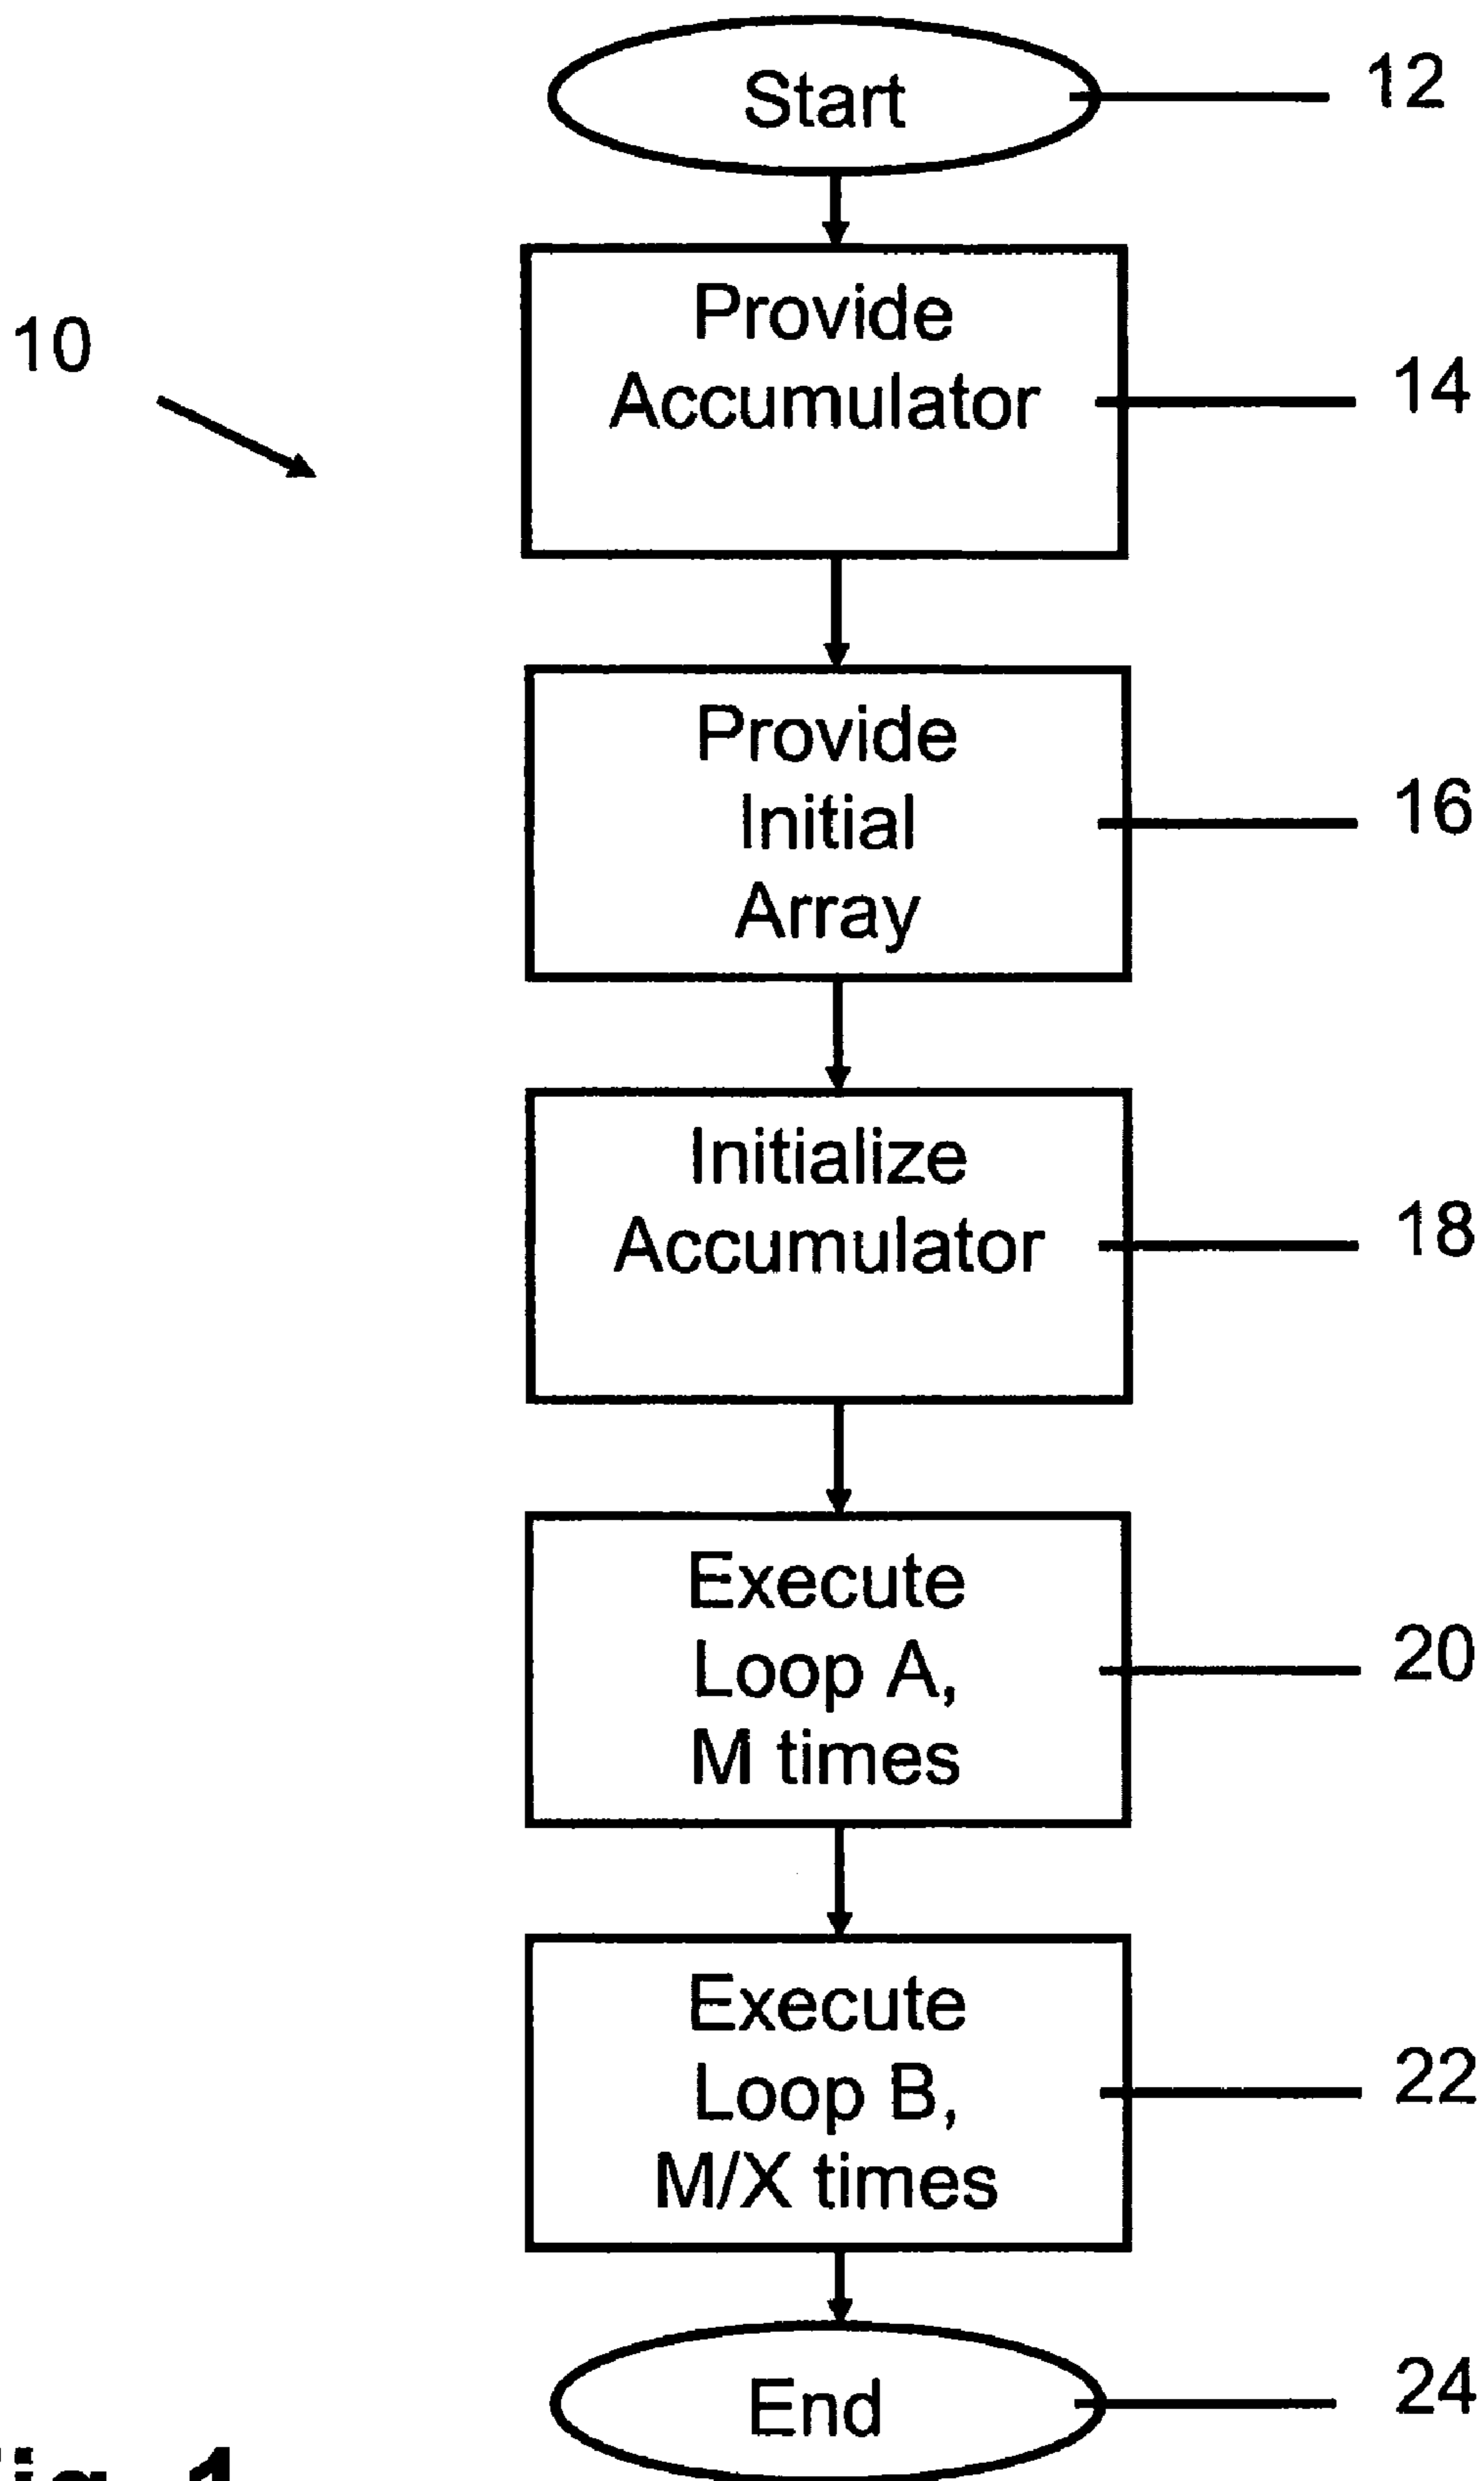 Start
12
10
Provide
Accumulator
14
Provide
Initial
Array
16
Initialize
Accumulator
18
Execute
Loop A,
M times
20
Execute
Loop B,
M/X times
22
End
24